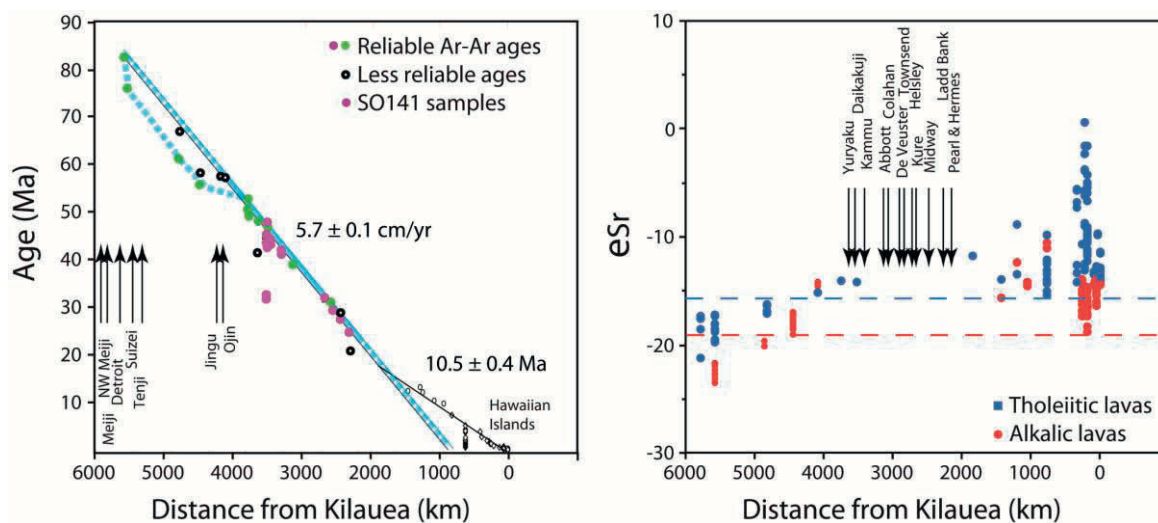 90
80
70
60
50
40
30
20
10
Age (Ma)
Reliable Ar-Ar ages
Less reliable ages
SO141 samples
5.7 ± 0.1 cm/yr
10.5 ± 0.4 Ma
Hawaiian
Islands
Meiji
NW Meiji
Detroit
Suizei
Tenji
Jingu
Ojin
6000 5000 4000 3000 2000 1000 0
Distance from Kilauea (km)
10
0
-10
-20
-30
eSr
Yuryaku
Daikakuji
Kammu
Abbott
Colahan
De Veuster
Townsend
Helsley
Kure
Midway
Ladd Bank
Pearl & Hermes
Tholeiitic lavas
Alkalic lavas
6000 5000 4000 3000 2000 1000 0
Distance from Kilauea (km)